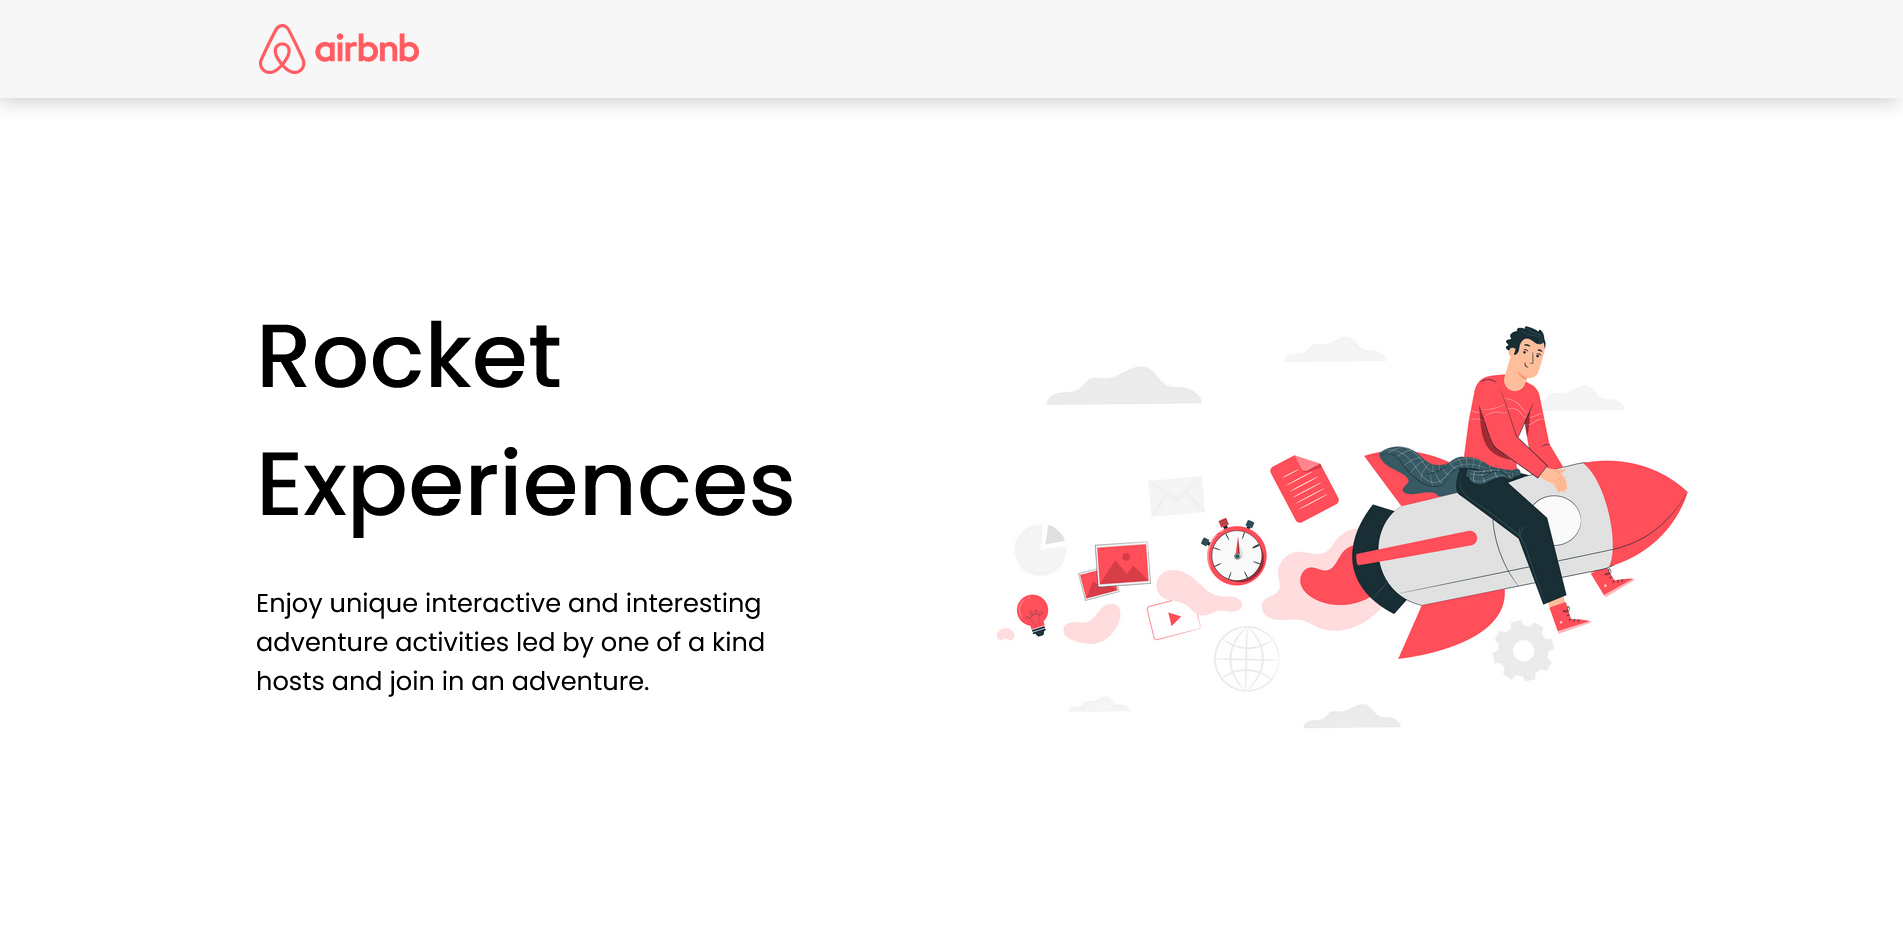 airbnb
Rocket
Experiences
Enjoy unique interactive and interesting
adventure activities led by one of a kind
hosts and join in an adventure.